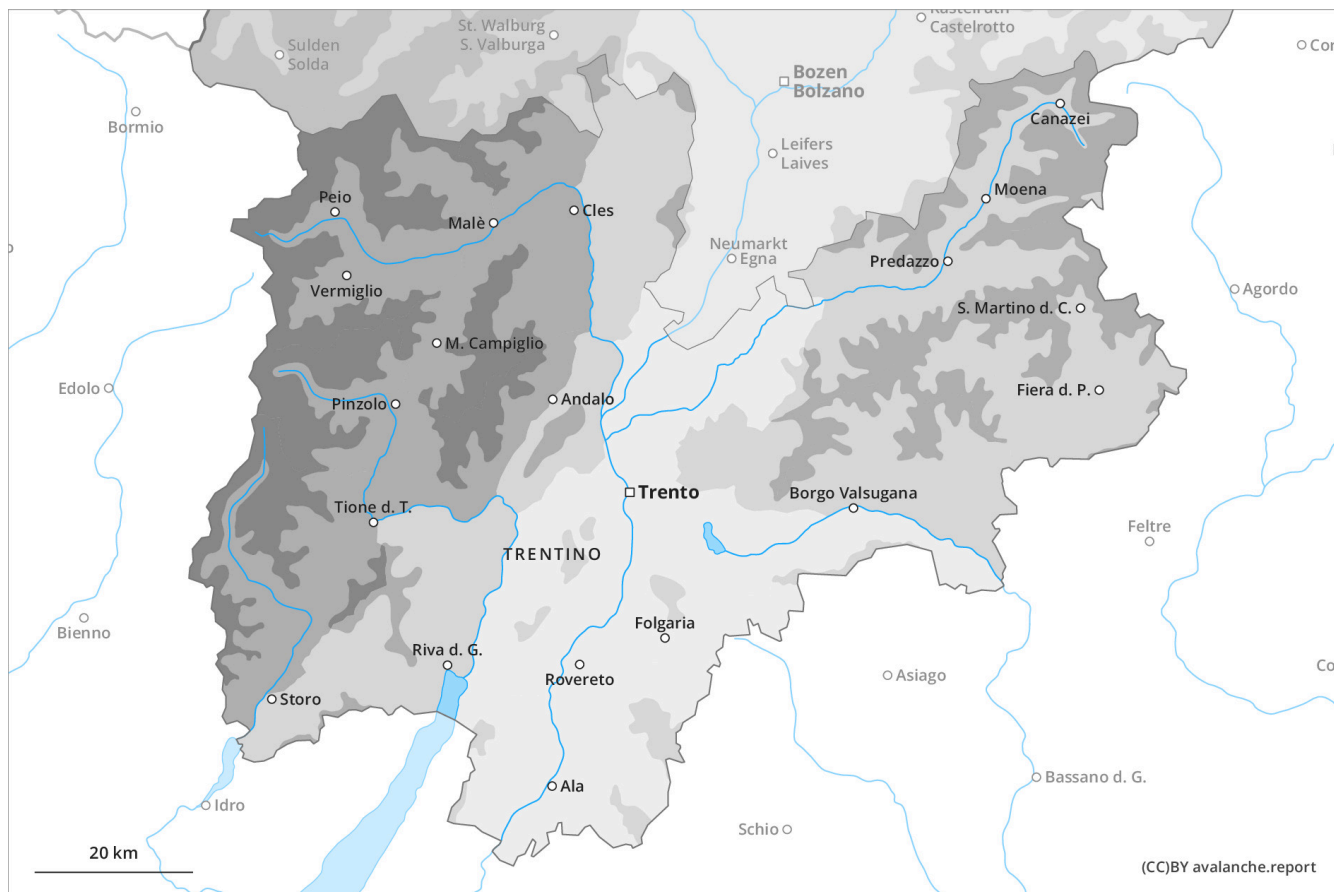 St. Walburg
S. Valburga
Castelrotto
Sulden
Solda
Bozen
Bolzano
Bormio
Canazei
Leifers
Laives
Peio
Moena
Malè
Cles
Neumarkt
Egna
Predazzo
Vermiglio
Agordo
S. Martino d. C.
M. Campiglio
Edolo
Fiera d. P.
Pinzolo
Andalo
Trento
Borgo Valsugana
Tione d. T.
Feltre
TRENTINO
Bienno
Folgaria
Riva d. G.
Rovereto
Asiago
Co
Storo
Bassano d. G.
Ala
Idro
Schio
20 km
(CC)BY avalanche.report